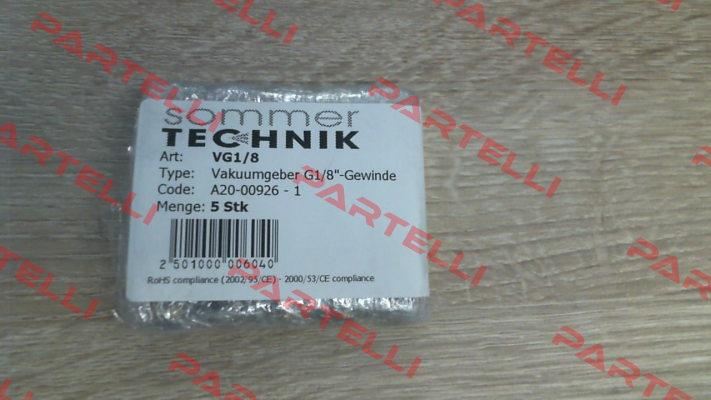 sommer
TECHNIK
Art: VG1/8
Type: Vakuumgeber G1/8"-Gewinde
Code: A20-00926 - 1
Menge: 5 Stk
2 501000 006040
RoHS compliance (2002/95/CE) - 2000/53/CE compliance
PARTELLI
PARTELLI
PARTELLI
PARTELLI
PARTELLI
PARTELLI
PARTELLI